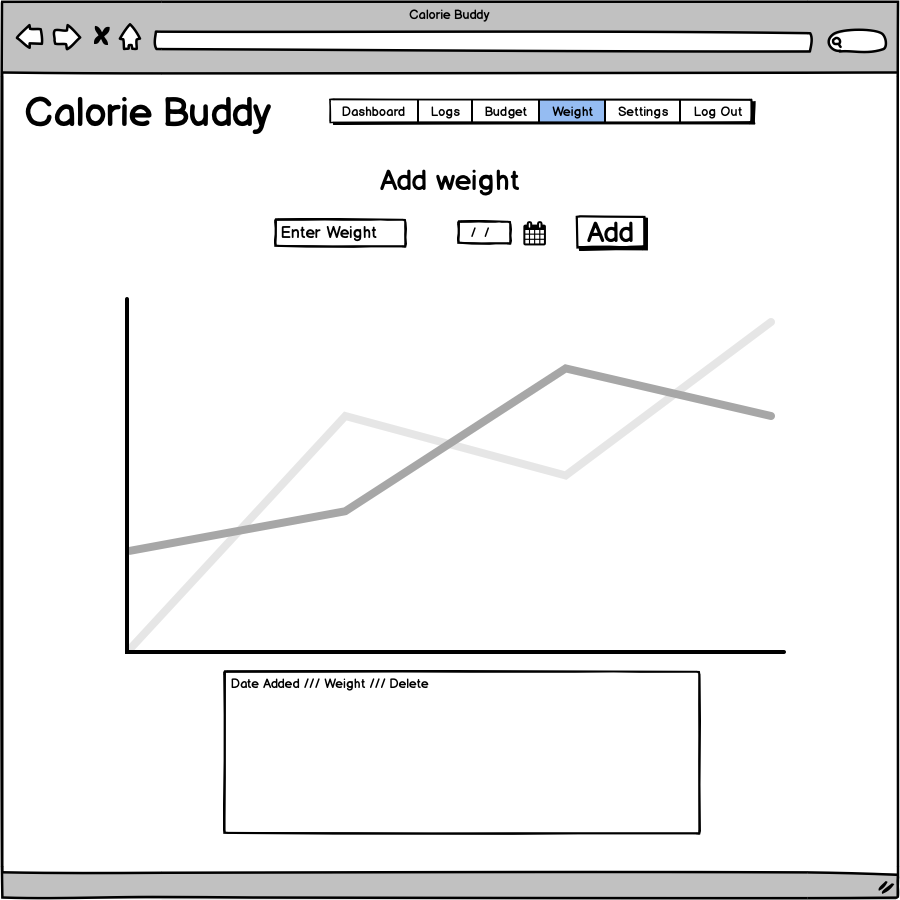 Calorie Buddy
Calorie Buddy
Dashboard Logs Budget Weight Settings Log Out
Add weight
Enter Weight / / Add
Date Added /// Weight /// Delete